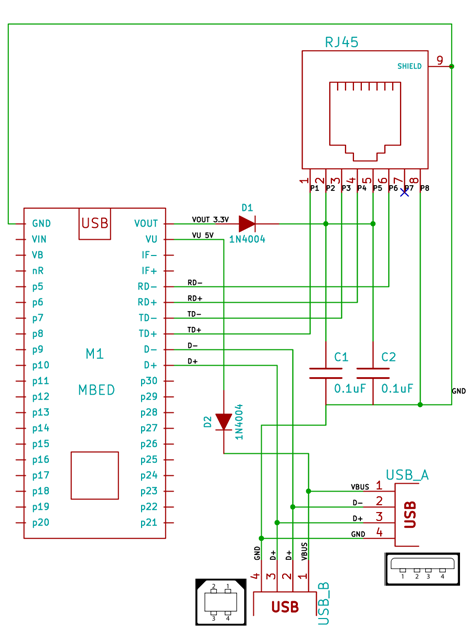 RJ45
SHIELD 9
1 2 3 4 5 6 7 8
P1 P2 P3 P4 P5 P6 P7 P8
D1
1N4004
VOUT 3.3V
VU 5V
RD-
RD+
TD-
TD+
D-
D+
USB
GND VOUT
VIN VU
VB IF-
nR IF+
p5 RD-
p6 RD+
p7 TD-
p8 TD+
p9 D-
p10 D+
p11 p30
p12 p29
p13 p28
p14 p27
p15 p26
p16 p25
p17 p24
p18 p23
p19 p22
p20 p21
M1
MBED
C1
0.1uF
C2
0.1uF
GND
D2
1N4004
USB_A
VBUS 1
D- 2
D+ 3
GND 4
USB
1 2 3 4
GND D+ D+ VBUS
4 3 2 1
USB
USB_B
2 1
3 4